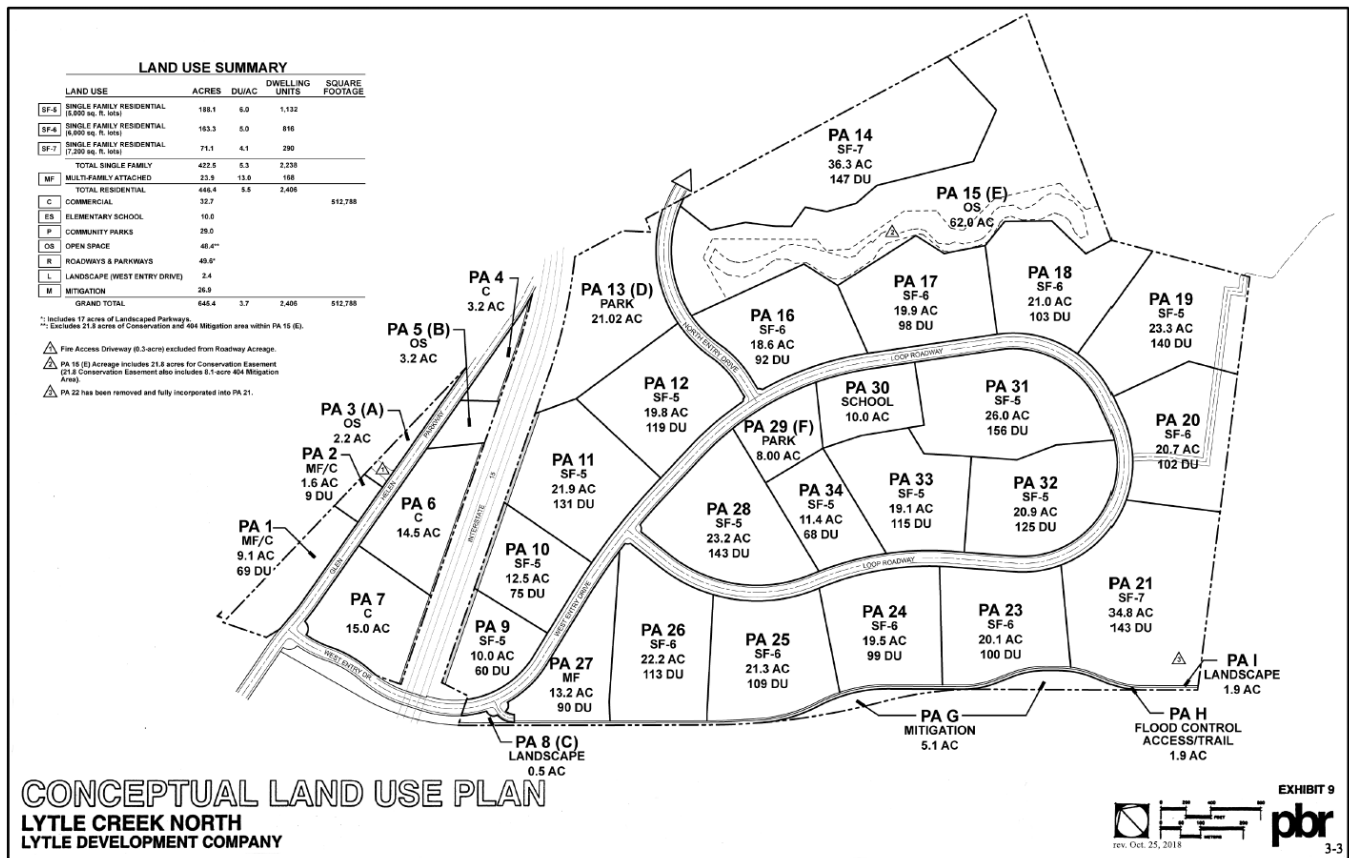 LAND USE SUMMARY
LAND USE ACRES DU/AC DWELLING UNITS SQUARE FOOTAGE
SF-5 SINGLE FAMILY RESIDENTIAL (5,000 sq. ft. lots) 188.1 6.0 1,132
SF-6 SINGLE FAMILY RESIDENTIAL (6,000 sq. ft. lots) 163.3 5.0 816
SF-7 SINGLE FAMILY RESIDENTIAL (7,200 sq. ft. lots) 71.1 4.1 290
TOTAL SINGLE FAMILY 422.5 5.3 2,238
MF MULTI-FAMILY ATTACHED 23.9 13.0 168
TOTAL RESIDENTIAL 446.4 5.5 2,406
C COMMERCIAL 32.7 512,788
ES ELEMENTARY SCHOOL 10.0
P COMMUNITY PARKS 29.0
OS OPEN SPACE 48.4**
R ROADWAYS & PARKWAYS 49.6*
L LANDSCAPE (WEST ENTRY DRIVE) 2.4
M MITIGATION 26.9
GRAND TOTAL 645.4 3.7 2,406 512,788
*: Includes 17 acres of Landscaped Parkways.
**: Excludes 21.8 acres of Conservation and 404 Mitigation area within PA 15 (E).
1 Fire Access Driveway (0.3-acre) excluded from Roadway Acreage.
2 PA 15 (E) Acreage includes 21.8 acres for Conservation Easement
(21.8 Conservation Easement also includes 8.1-acre 404 Mitigation
Area).
3 PA 22 has been removed and fully incorporated into PA 21.
PA 14
SF-7
36.3 AC
147 DU
PA 15 (E)
OS
62.0 AC
2
PA 4
C
3.2 AC
PA 5 (B)
OS
3.2 AC
PA 13 (D)
PARK
21.02 AC
NORTH ENTRY DRIVE
PA 16
SF-6
18.6 AC
92 DU
PA 17
SF-6
19.9 AC
98 DU
PA 18
SF-6
21.0 AC
103 DU
PA 19
SF-5
23.3 AC
140 DU
PA 3 (A)
OS
2.2 AC
PA 2
MF/C
1.6 AC
9 DU
1
PA 1
MF/C
9.1 AC
69 DU
GLEN HELEN PARKWAY
PA 6
C
14.5 AC
INTERSTATE 15
PA 12
SF-5
19.8 AC
119 DU
PA 11
SF-5
21.9 AC
131 DU
LOOP ROADWAY
PA 30
SCHOOL
10.0 AC
PA 31
SF-5
26.0 AC
156 DU
PA 29 (F)
PARK
8.00 AC
PA 20
SF-6
20.7 AC
102 DU
PA 28
SF-5
23.2 AC
143 DU
PA 34
SF-5
11.4 AC
68 DU
PA 33
SF-5
19.1 AC
115 DU
PA 32
SF-5
20.9 AC
125 DU
PA 7
C
15.0 AC
PA 10
SF-5
12.5 AC
75 DU
PA 9
SF-5
10.0 AC
60 DU
WEST ENTRY DR.
WEST ENTRY DRIVE
LOOP ROADWAY
PA 27
MF
13.2 AC
90 DU
PA 26
SF-6
22.2 AC
113 DU
PA 25
SF-6
21.3 AC
109 DU
PA 24
SF-6
19.5 AC
99 DU
PA 23
SF-6
20.1 AC
100 DU
PA 21
SF-7
34.8 AC
143 DU
3
PA I
LANDSCAPE
1.9 AC
PA H
FLOOD CONTROL
ACCESS/TRAIL
1.9 AC
PA G
MITIGATION
5.1 AC
PA 8 (C)
LANDSCAPE
0.5 AC
CONCEPTUAL LAND USE PLAN
LYTLE CREEK NORTH
LYTLE DEVELOPMENT COMPANY
rev. Oct. 25, 2018
FEET
METERS
EXHIBIT 9
pbr
3-3